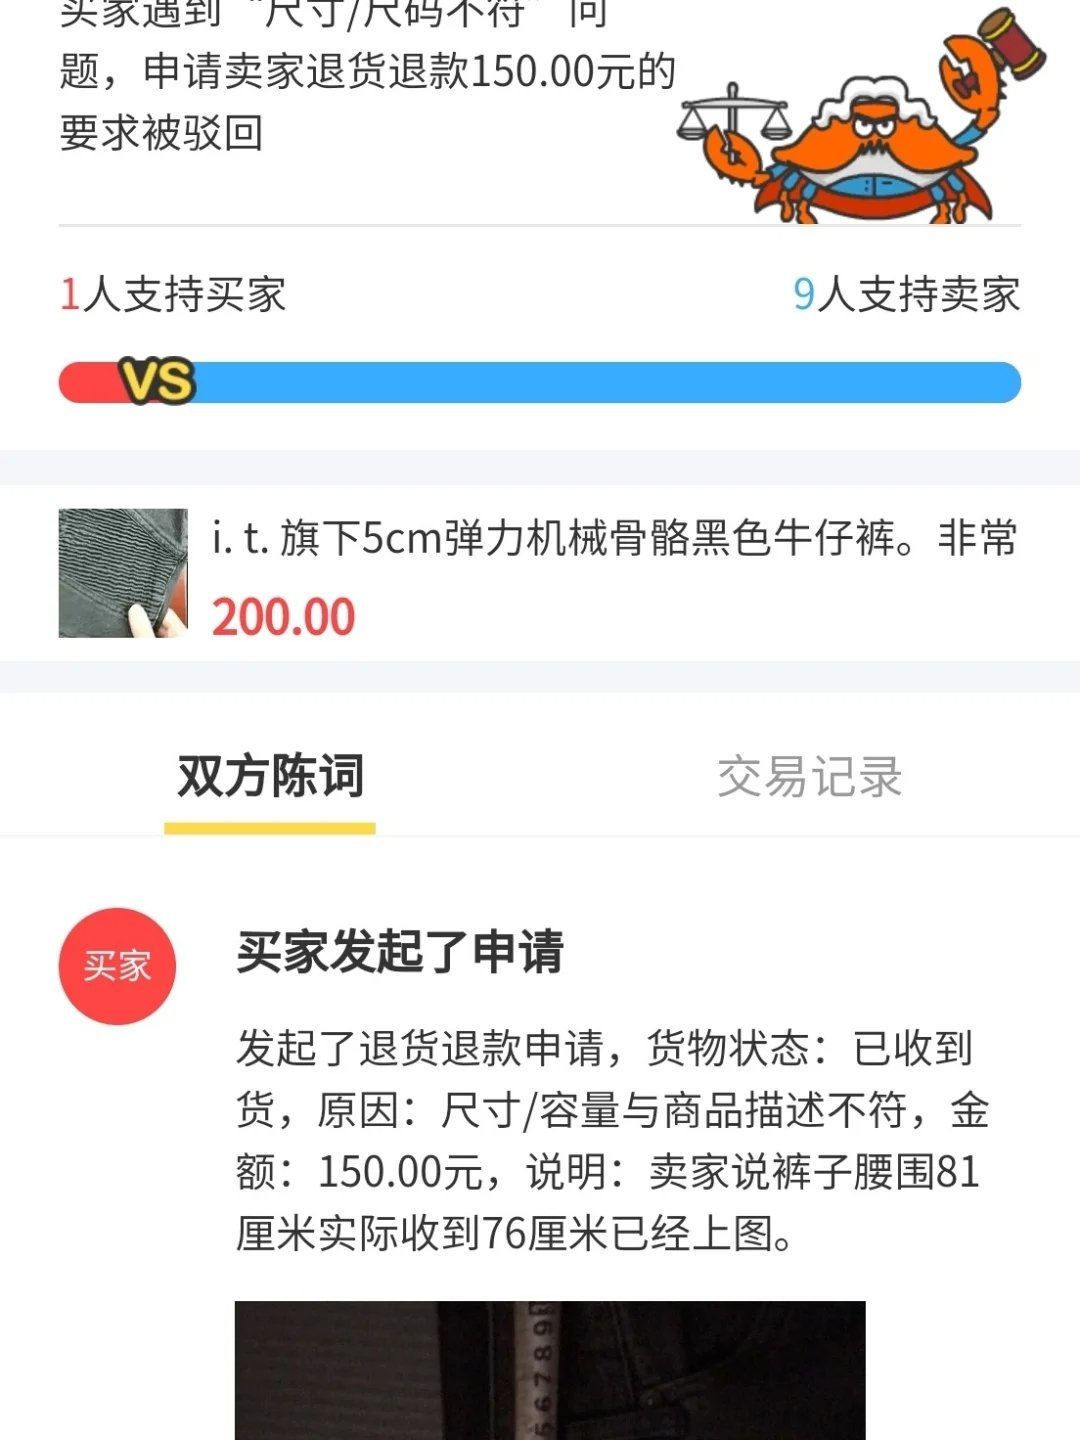 买家遇到“尺寸/尺码不符”问
题，申请卖家退货退款150.00元的
要求被驳回
1人支持买家
9人支持卖家
VS
i. t. 旗下5cm弹力机械骨骼黑色牛仔裤。非常
200.00
双方陈词
交易记录
买家
买家发起了申请
发起了退货退款申请，货物状态：已收到
货，原因：尺寸/容量与商品描述不符，金
额：150.00元，说明：卖家说裤子腰围81
厘米实际收到76厘米已经上图。
9
8
7
6
5